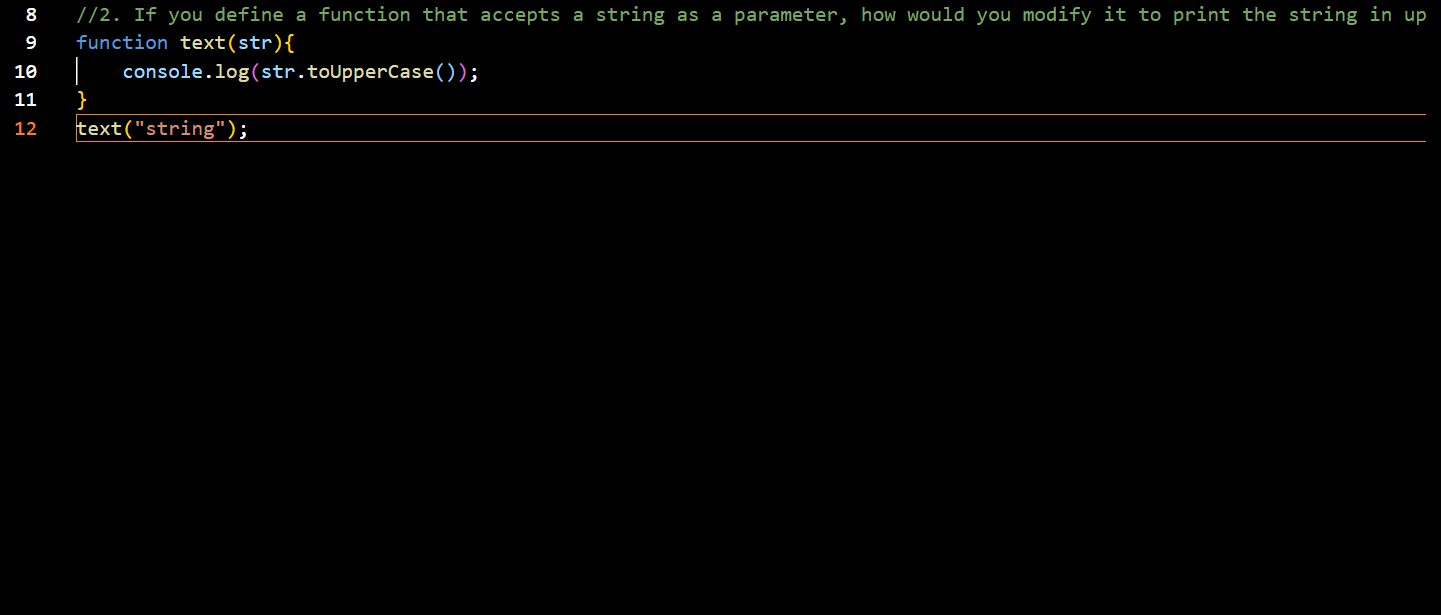 8 //2. If you define a function that accepts a string as a parameter, how would you modify it to print the string in up
9 function text(str){
10 console.log(str.toUpperCase());
11 }
12 text("string");